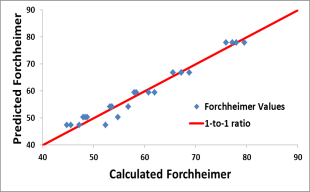 90
80
70
60
50
40
Predicted Forchheimer
Forchheimer Values
1-to-1 ratio
40 50 60 70 80 90
Calculated Forchheimer